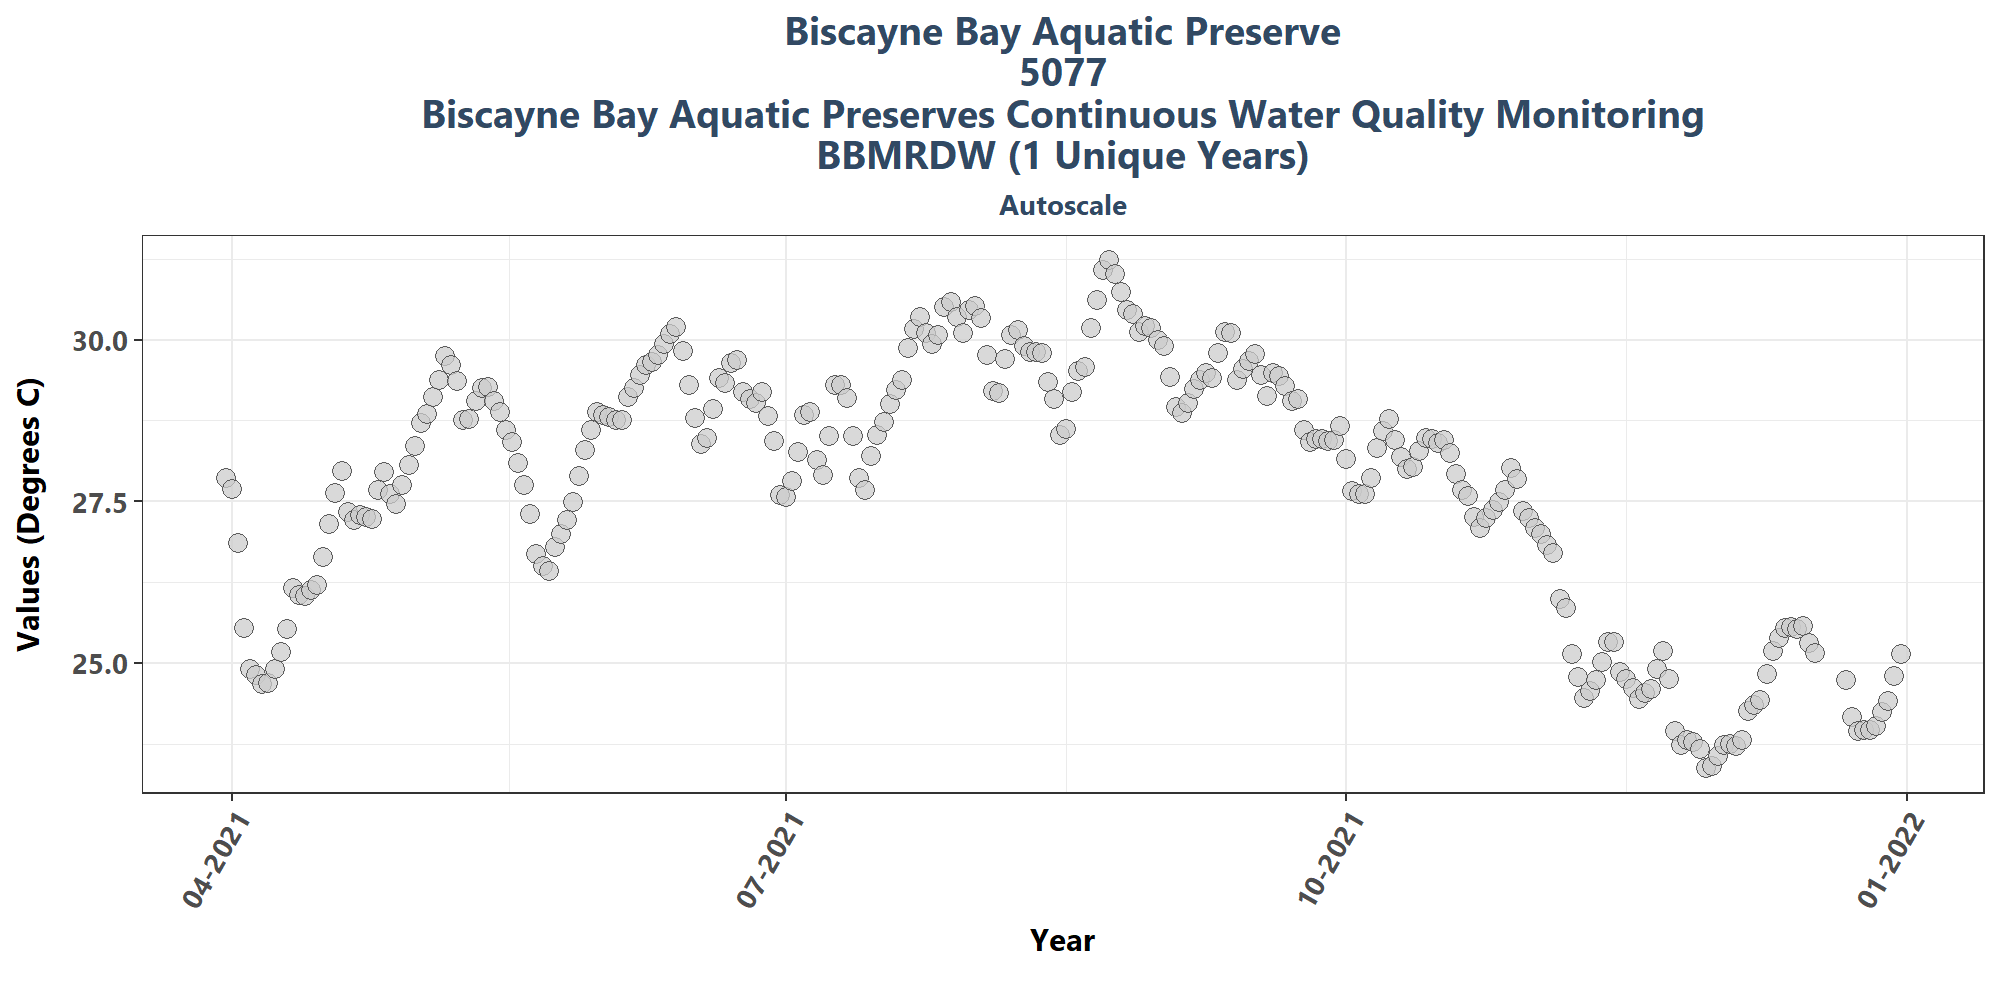 Biscayne Bay Aquatic Preserve
5077
Biscayne Bay Aquatic Preserves Continuous Water Quality Monitoring
BBMRDW (1 Unique Years)
Autoscale
Values (Degrees C)
30.0
27.5
25.0
04-2021
07-2021
10-2021
01-2022
Year